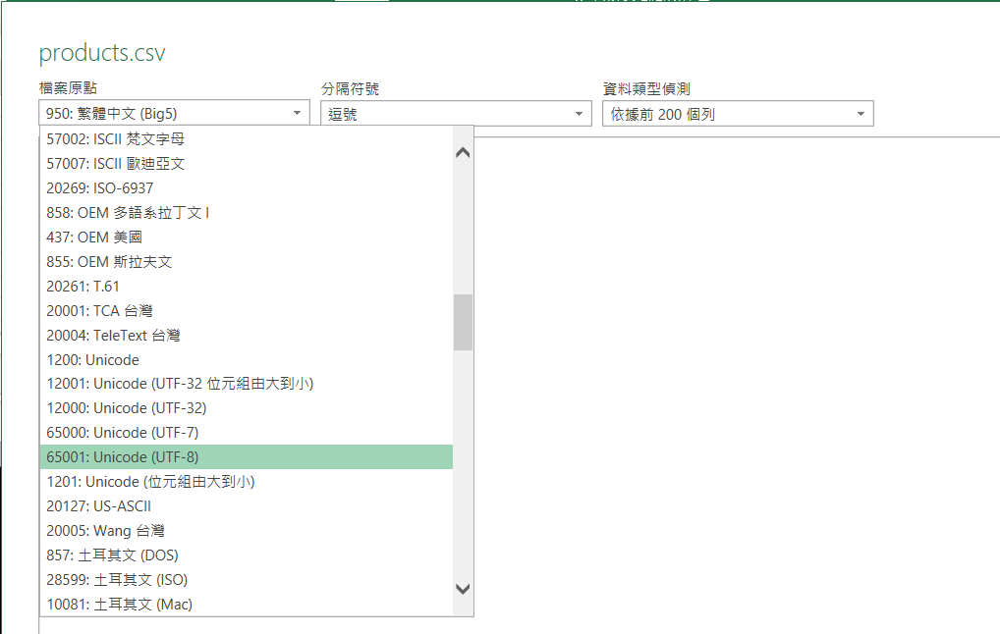 products.csv
檔案原點 分隔符號 資料類型偵測
950: 繁體中文 (Big5) 逗號 依據前 200 個列
57002: ISCII 梵文字母
57007: ISCII 歐迪亞文
20269: ISO-6937
858: OEM 多語系拉丁文 I
437: OEM 美國
855: OEM 斯拉夫文
20261: T.61
20001: TCA 台灣
20004: TeleText 台灣
1200: Unicode
12001: Unicode (UTF-32 位元組由大到小)
12000: Unicode (UTF-32)
65000: Unicode (UTF-7)
65001: Unicode (UTF-8)
1201: Unicode (位元組由大到小)
20127: US-ASCII
20005: Wang 台灣
857: 土耳其文 (DOS)
28599: 土耳其文 (ISO)
10081: 土耳其文 (Mac)